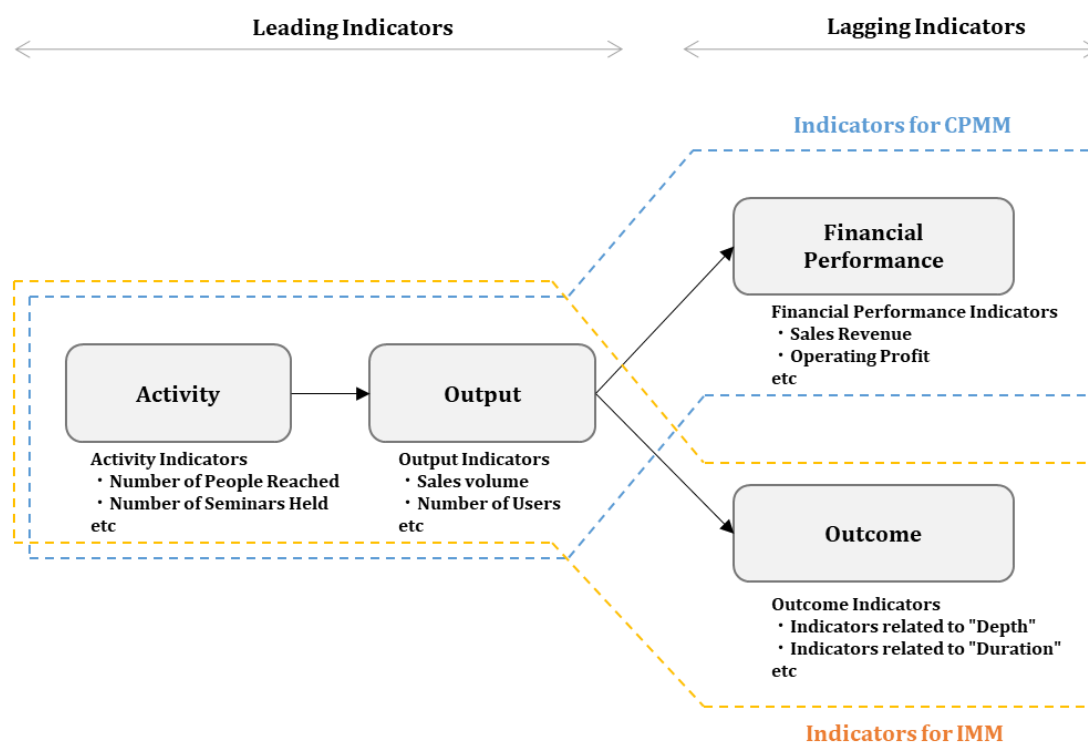 Leading Indicators
Lagging Indicators
Indicators for CPMM
Financial
Performance
Financial Performance Indicators
・Sales Revenue
・Operating Profit
etc
Activity
Output
Activity Indicators
・Number of People Reached
・Number of Seminars Held
etc
Output Indicators
・Sales volume
・Number of Users
etc
Outcome
Outcome Indicators
・Indicators related to "Depth"
・Indicators related to "Duration"
etc
Indicators for IMM